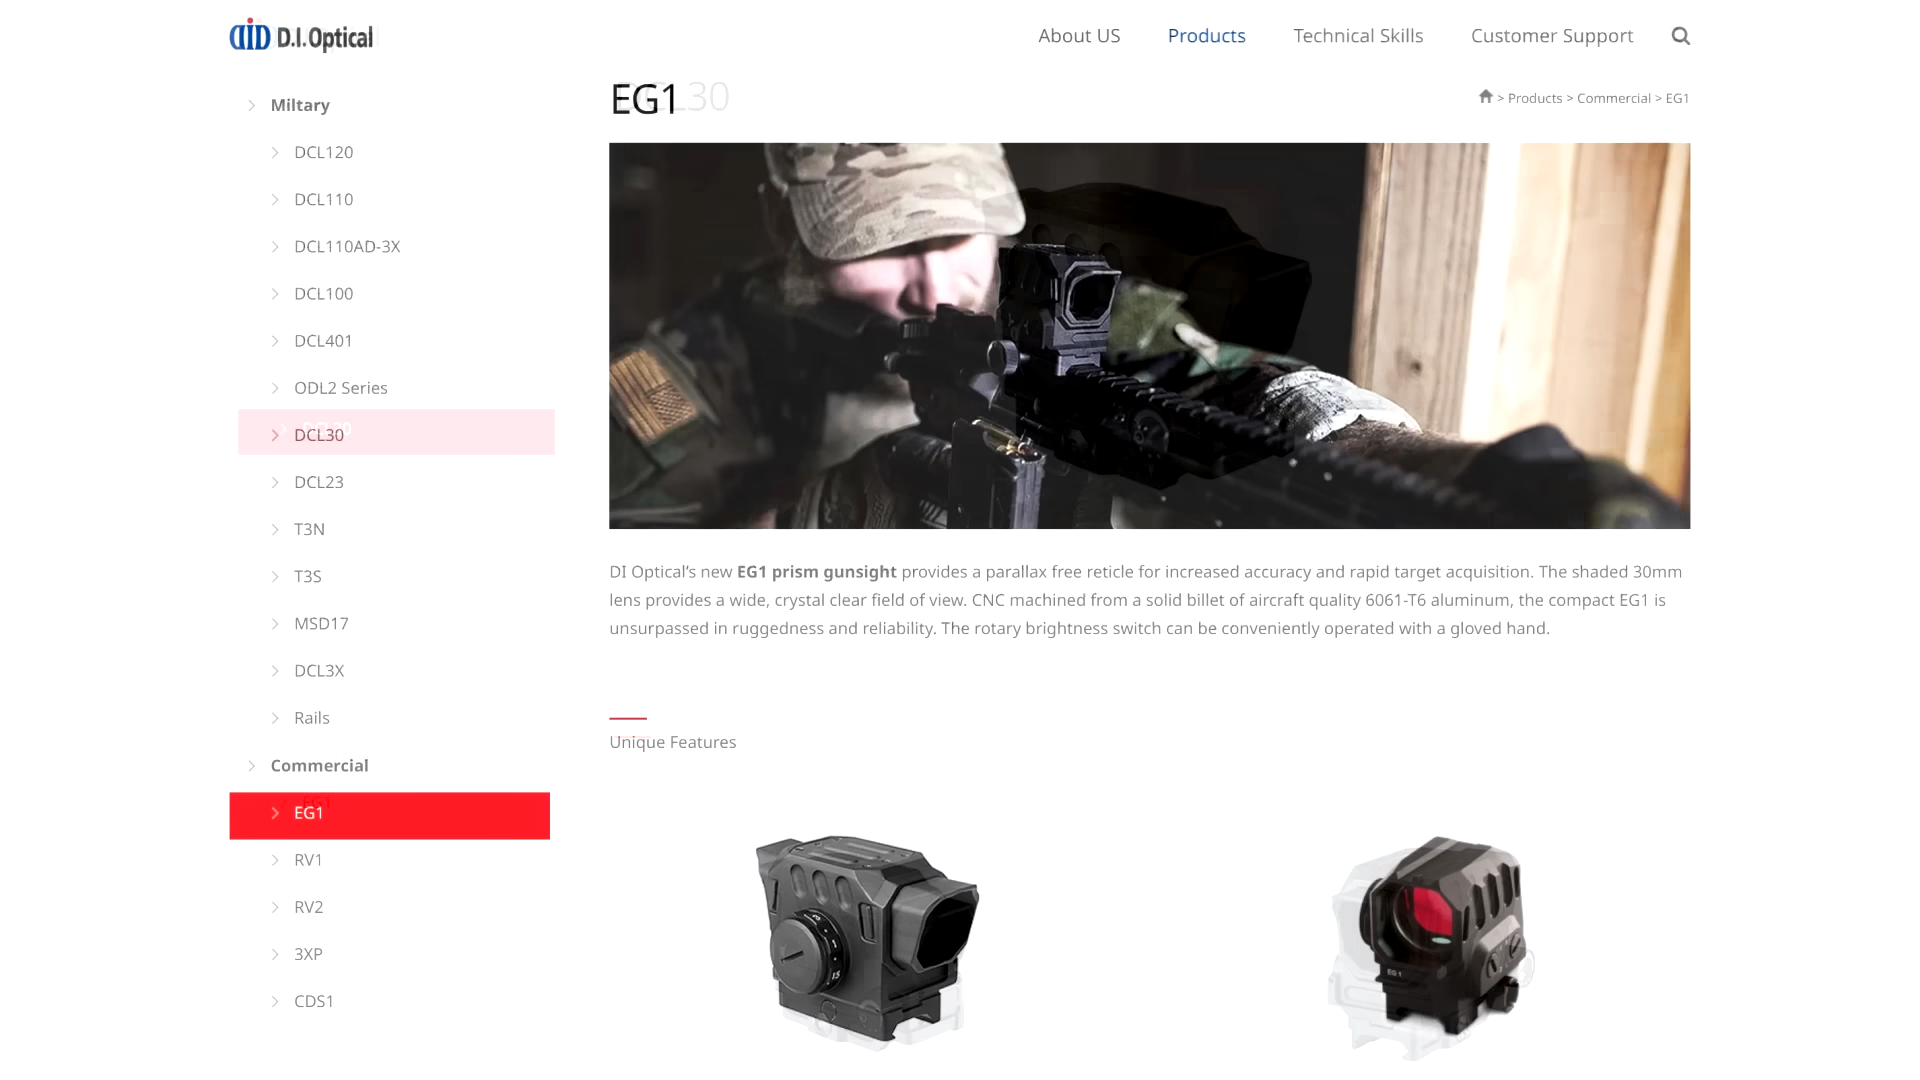 D.I.Optical
About US
Products
Technical Skills
Customer Support
Miltary
DCL120
DCL110
DCL110AD-3X
DCL100
DCL401
ODL2 Series
DCL30
DCL23
T3N
T3S
MSD17
DCL3X
Rails
Commercial
EG1
RV1
RV2
3XP
CDS1
EG1
> Products > Commercial > EG1
DI Optical's new EG1 prism gunsight provides a parallax free reticle for increased accuracy and rapid target acquisition. The shaded 30mm
lens provides a wide, crystal clear field of view. CNC machined from a solid billet of aircraft quality 6061-T6 aluminum, the compact EG1 is
unsurpassed in ruggedness and reliability. The rotary brightness switch can be conveniently operated with a gloved hand.
Unique Features
EG1